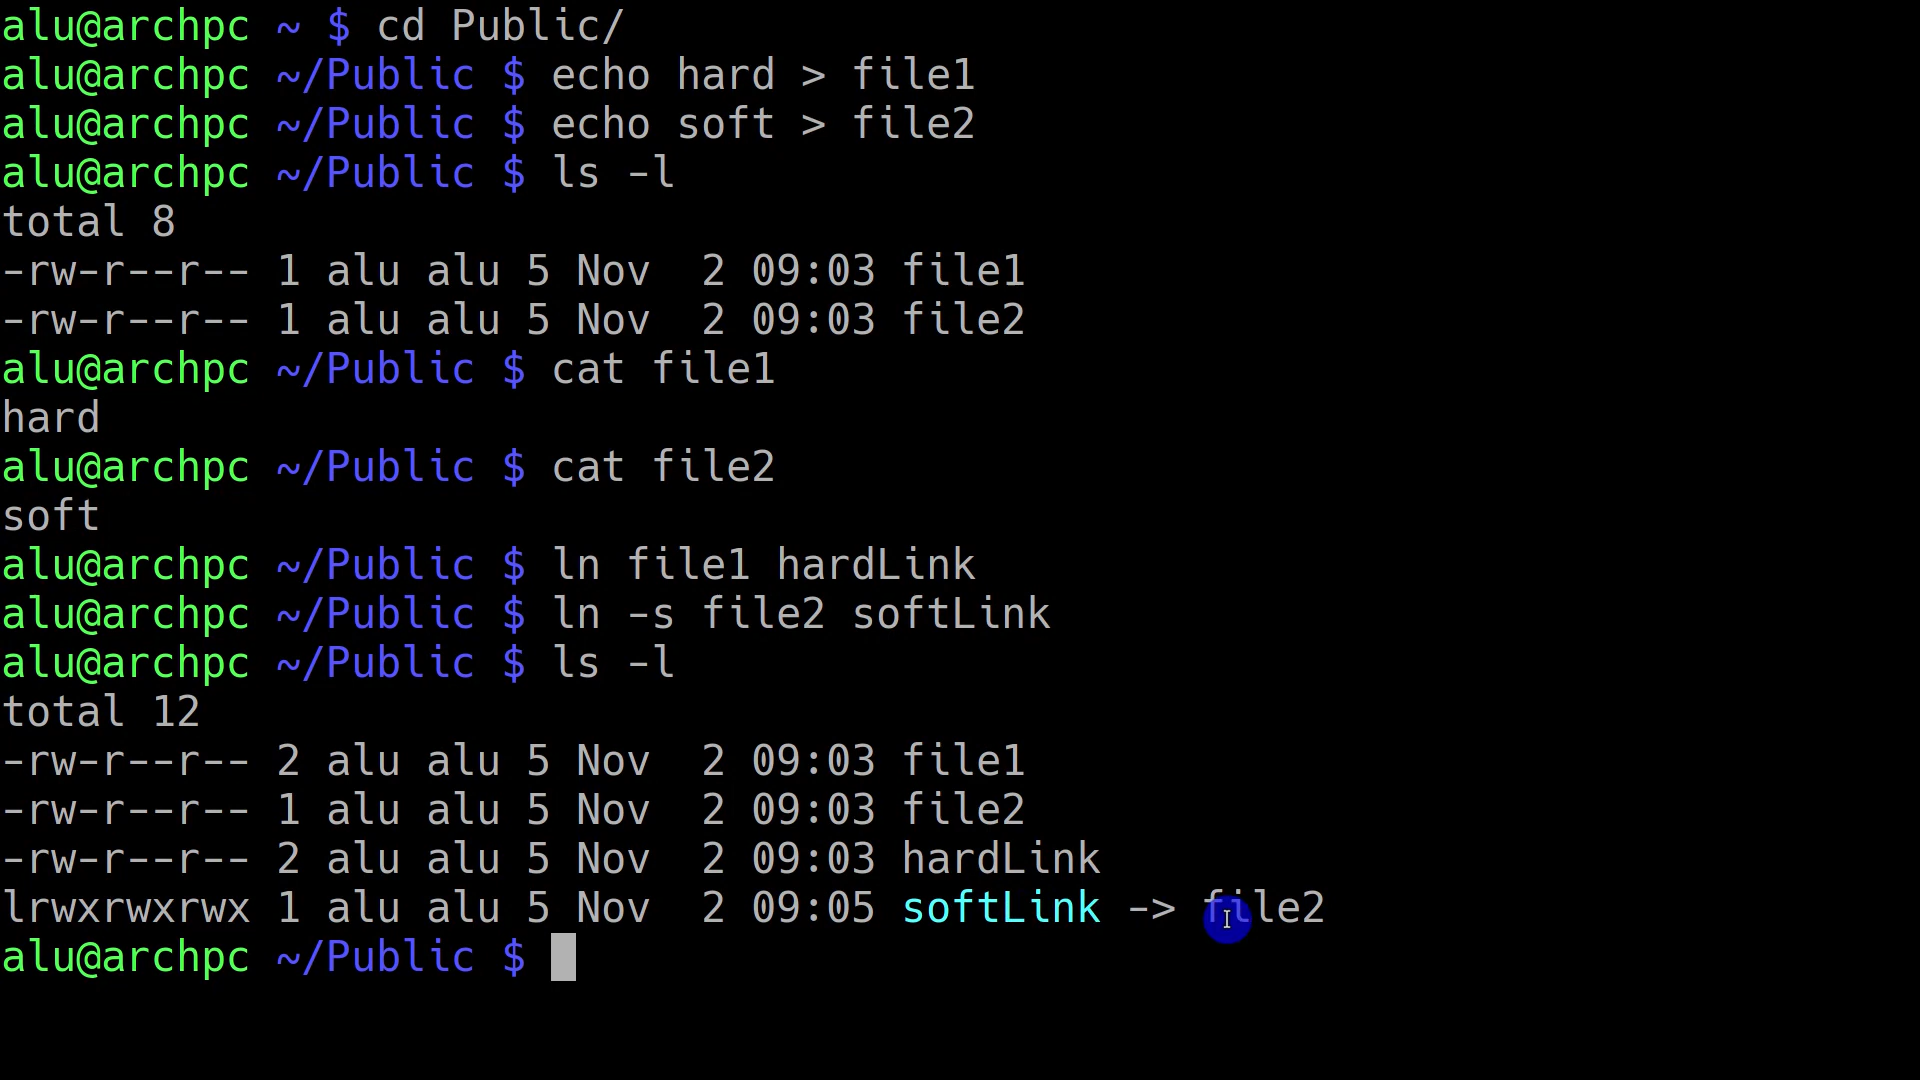 alu@archpc ~ $ cd Public/
alu@archpc ~/Public $ echo hard > file1
alu@archpc ~/Public $ echo soft > file2
alu@archpc ~/Public $ ls -l
total 8
-rw-r--r-- 1 alu alu 5 Nov  2 09:03 file1
-rw-r--r-- 1 alu alu 5 Nov  2 09:03 file2
alu@archpc ~/Public $ cat file1
hard
alu@archpc ~/Public $ cat file2
soft
alu@archpc ~/Public $ ln file1 hardLink
alu@archpc ~/Public $ ln -s file2 softLink
alu@archpc ~/Public $ ls -l
total 12
-rw-r--r-- 2 alu alu 5 Nov  2 09:03 file1
-rw-r--r-- 1 alu alu 5 Nov  2 09:03 file2
-rw-r--r-- 2 alu alu 5 Nov  2 09:03 hardLink
lrwxrwxrwx 1 alu alu 5 Nov  2 09:05 softLink -> file2
alu@archpc ~/Public $